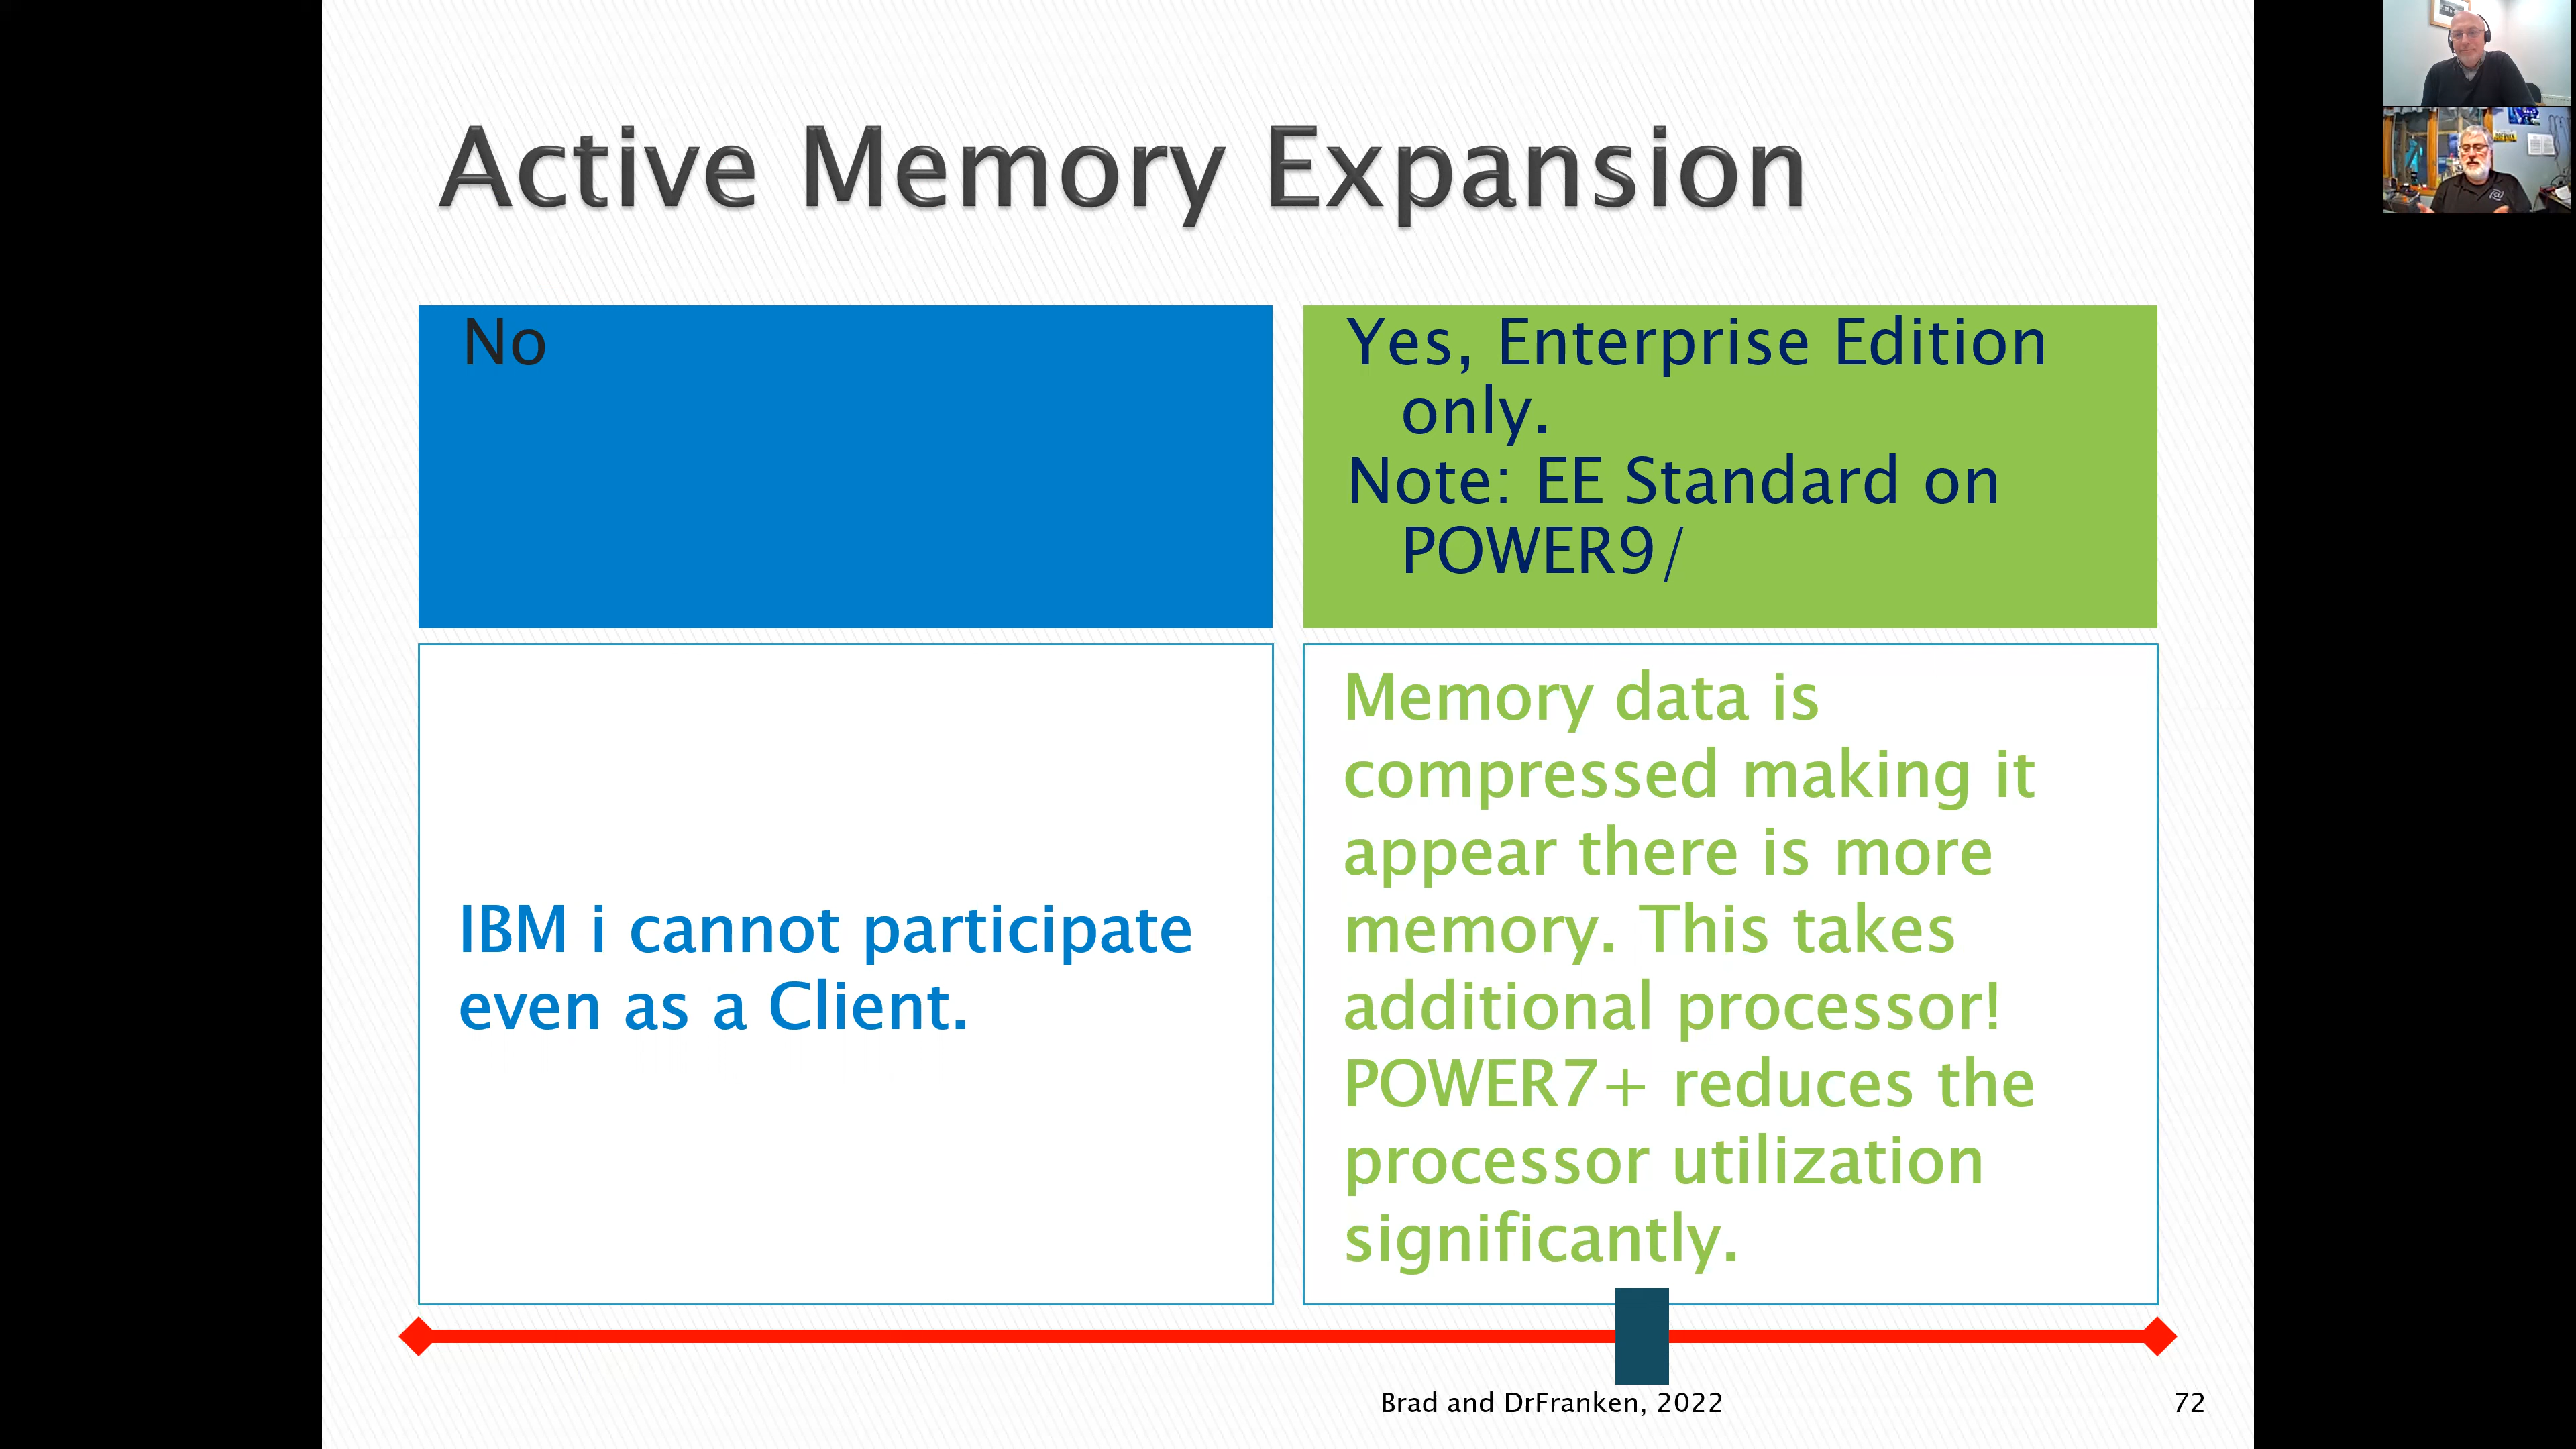 Active Memory Expansion
No
Yes, Enterprise Edition
only.
Note: EE Standard on
POWER9/
IBM i cannot participate
even as a Client.
Memory data is
compressed making it
appear there is more
memory. This takes
additional processor!
POWER7+ reduces the
processor utilization
significantly.
Brad and DrFranken, 2022
72